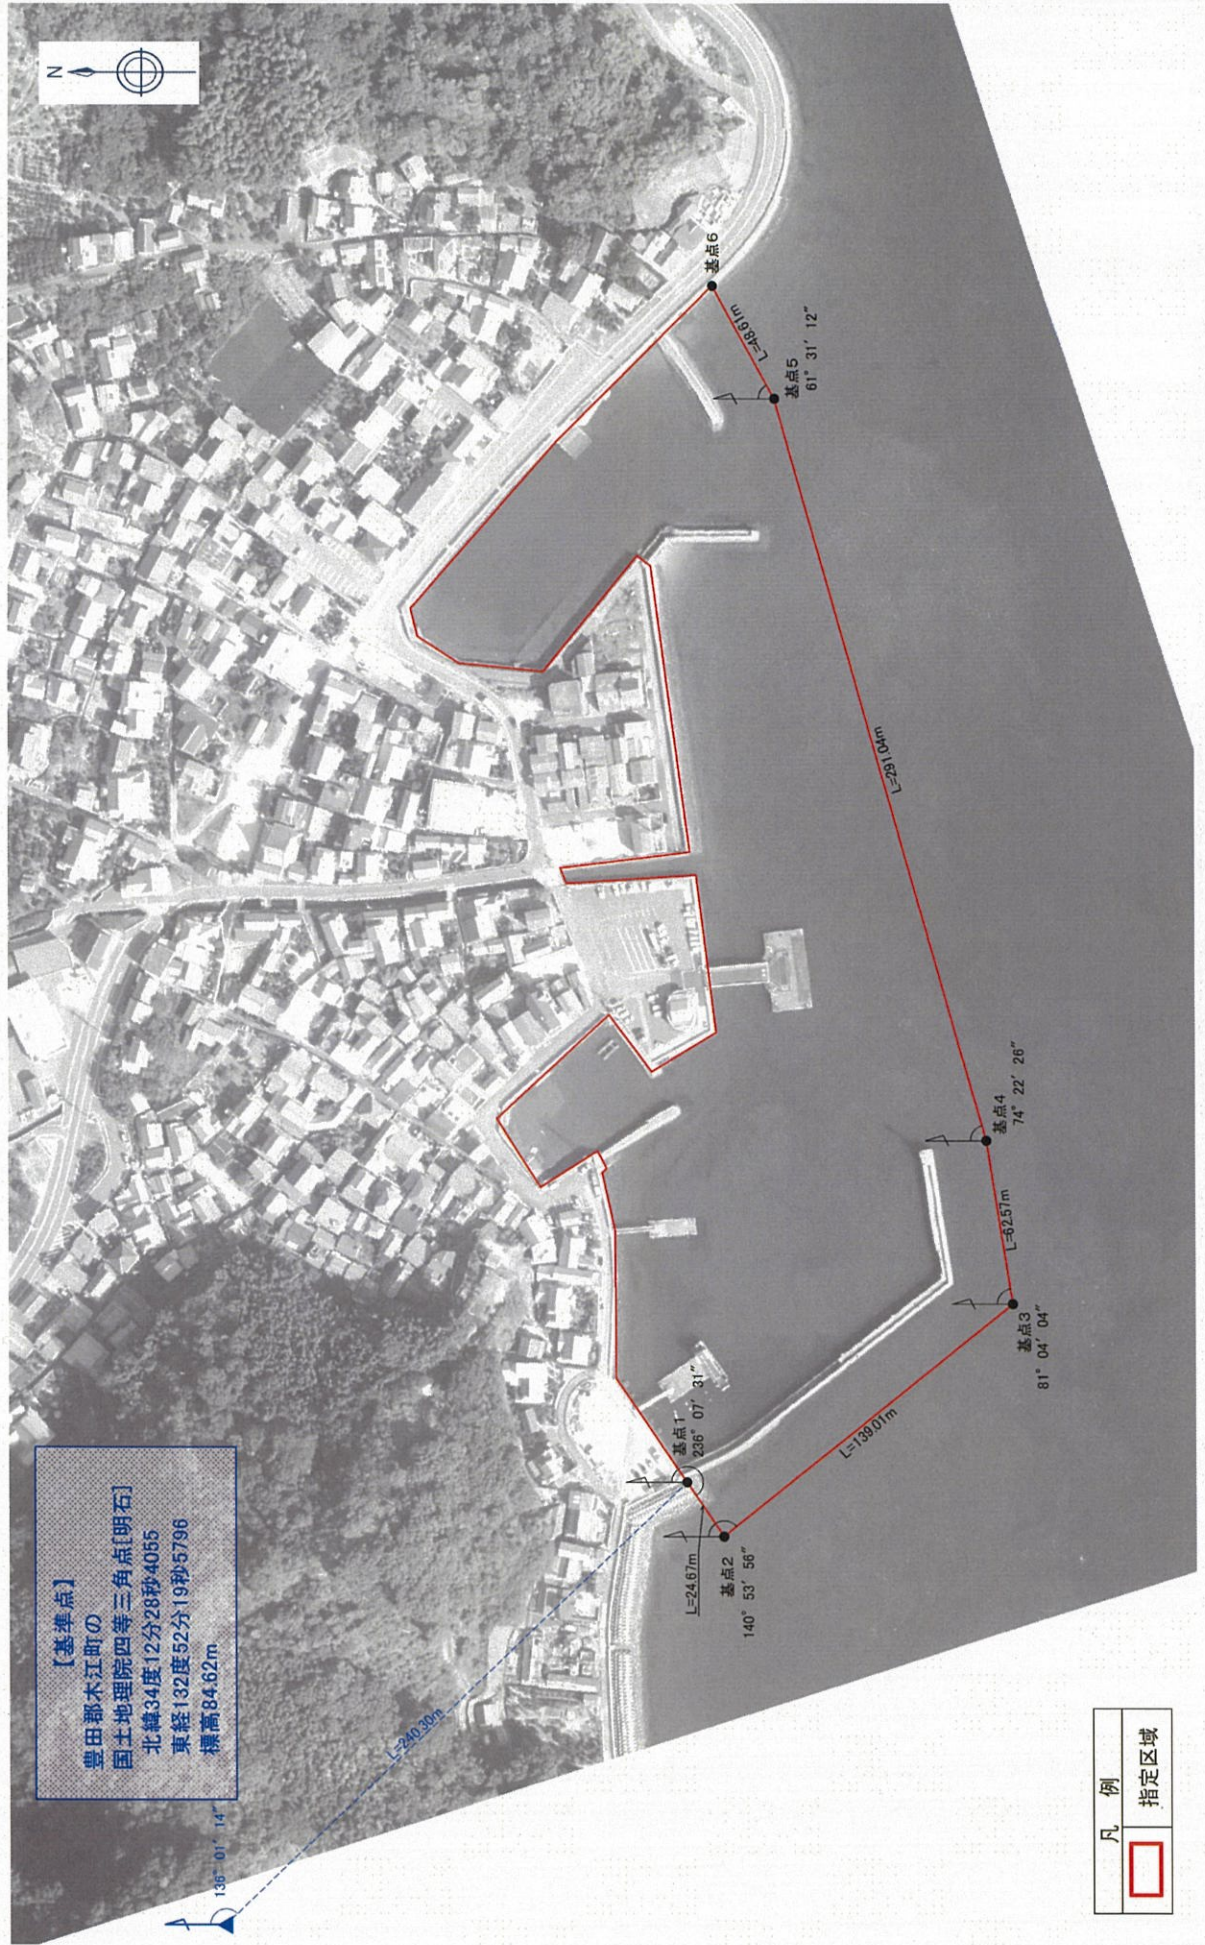 N
【基準点】
豊田郡木江町の
国土地理院四等三角点[明石]
北緯34度12分28秒4055
東経132度52分19秒5796
標高84.62m
136° 01′ 14″
L=240.30m
基点1
236° 07′ 31″
L=24.67m
基点2
140° 53′ 56″
L=139.01m
基点3
81° 04′ 04″
L=62.57m
基点4
74° 22′ 26″
L=291.04m
基点5
61° 31′ 12″
L=48.61m
基点6
凡 例
指定区域